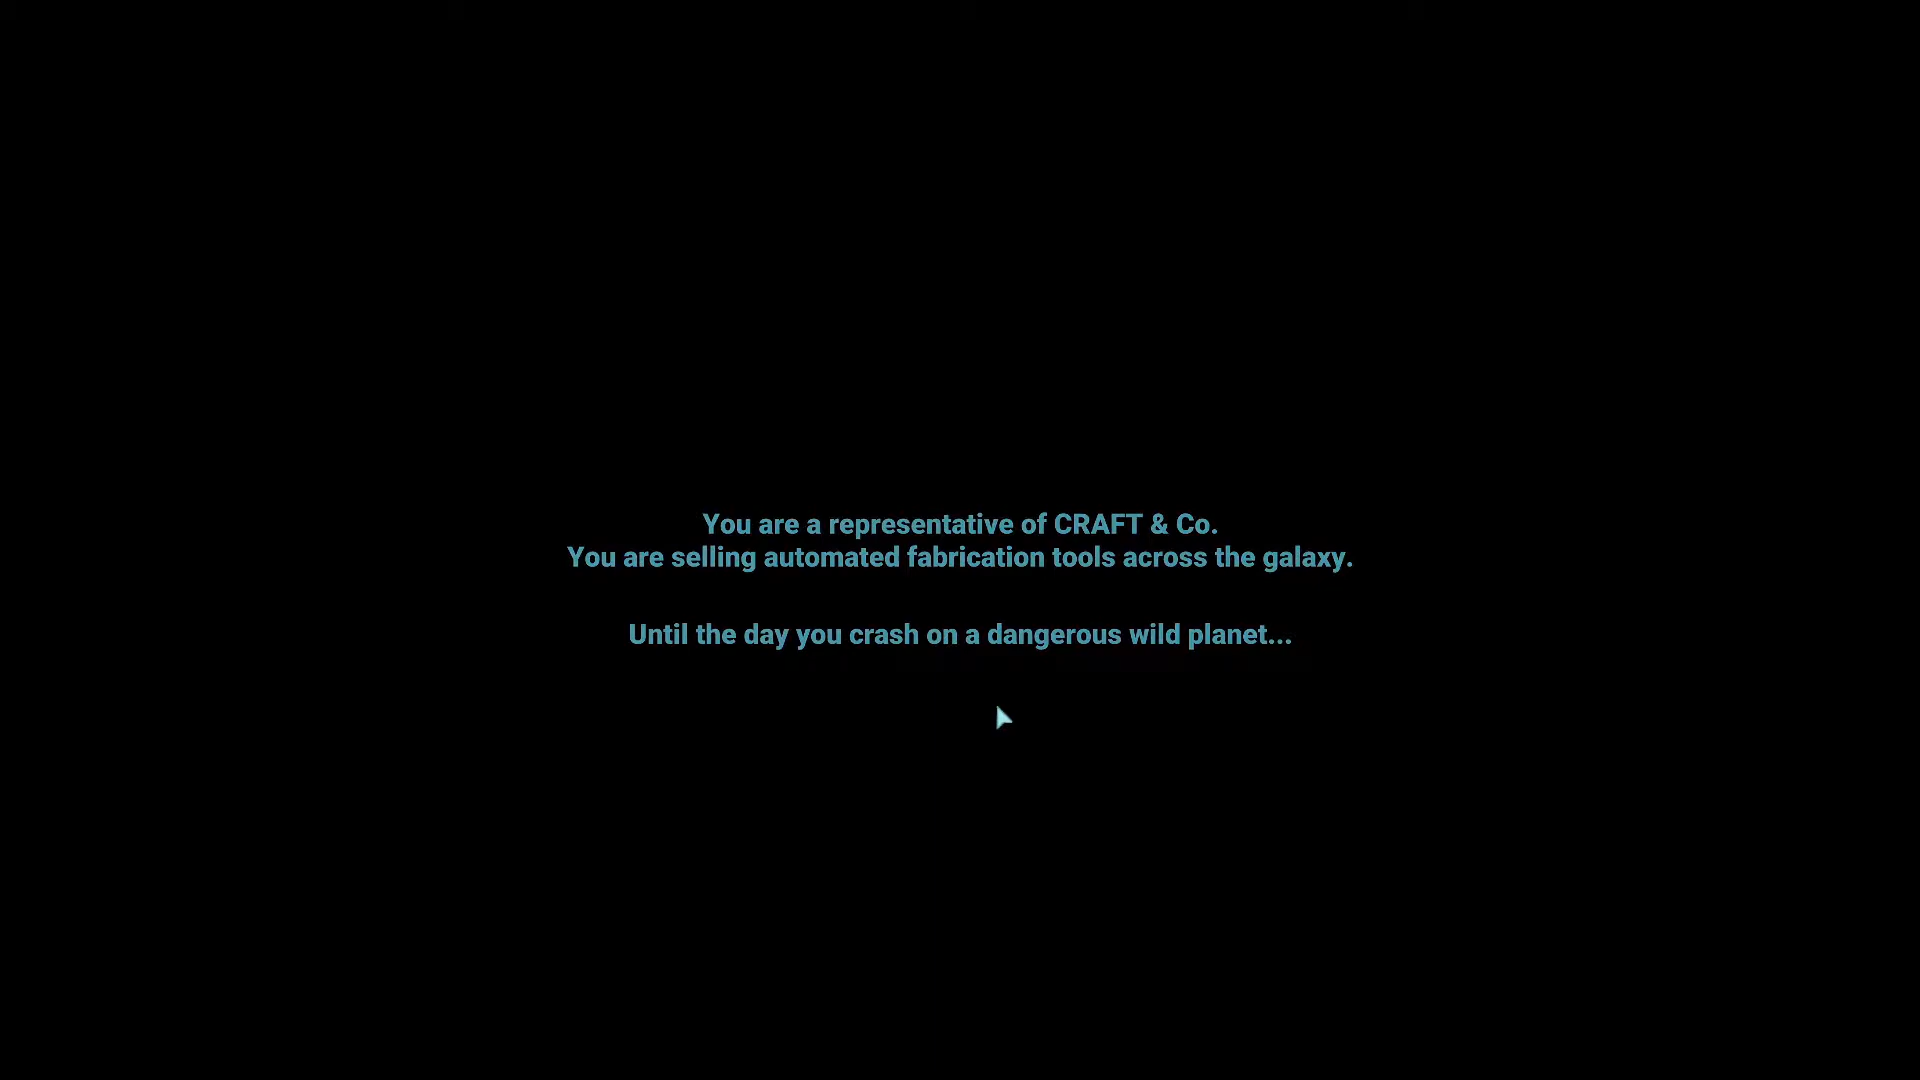 You are a representative of CRAFT & Co.
You are selling automated fabrication tools across the galaxy.
Until the day you crash on a dangerous wild planet...